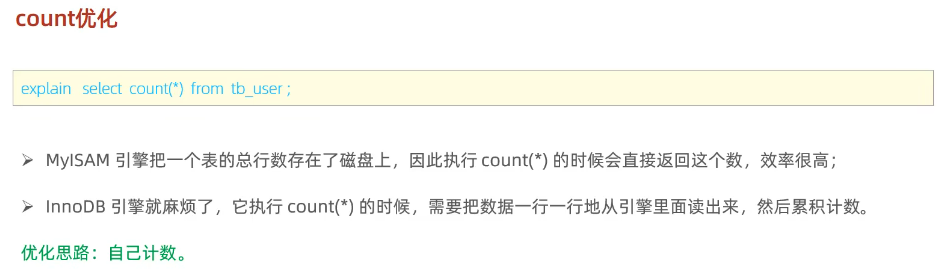 count优化
explain select count(*) from tb_user ;
➢ MyISAM 引擎把一个表的总行数存在了磁盘上，因此执行 count(*) 的时候会直接返回这个数，效率很高；
➢ InnoDB 引擎就麻烦了，它执行 count(*) 的时候，需要把数据一行一行地从引擎里面读出来，然后累积计数。
优化思路：自己计数。